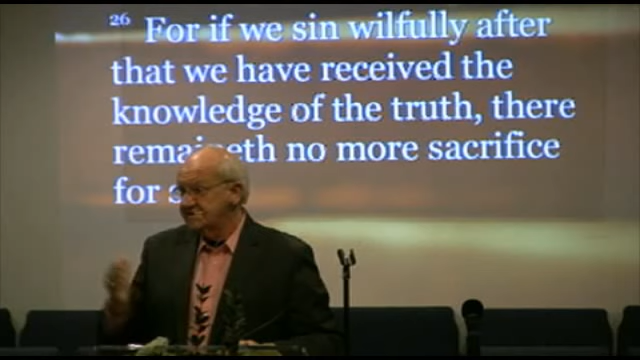 26 For if we sin wilfully after
that we have received the
knowledge of the truth, there
remaineth no more sacrifice
for